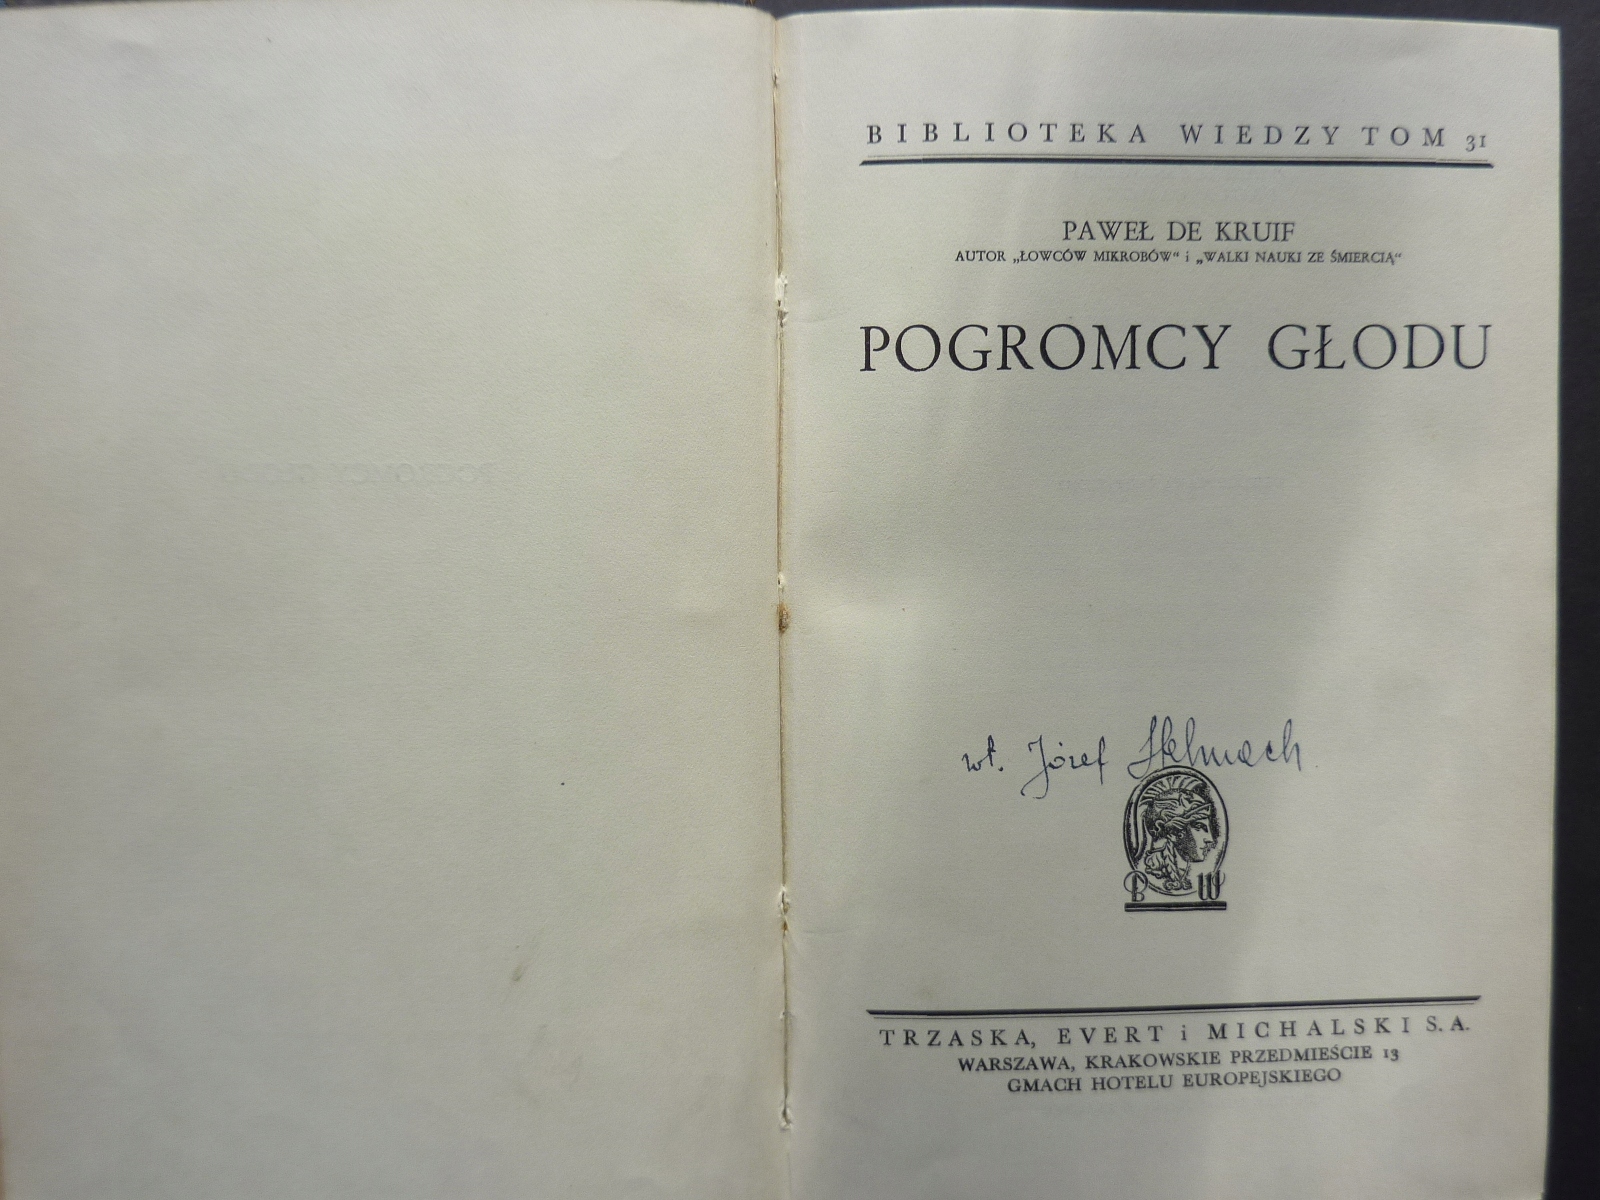 BIBLIOTEKA WIEDZY TOM 31
PAWEŁ DE KRUIF
AUTOR „ŁOWCÓW MIKROBÓW“ i „WALKI NAUKI ZE ŚMIERCIĄ“
POGROMCY GŁODU
wł. Józef Stelmach
B W
TRZASKA, EVERT i MICHALSKI S. A.
WARSZAWA, KRAKOWSKIE PRZEDMIEŚCIE 13
GMACH HOTELU EUROPEJSKIEGO